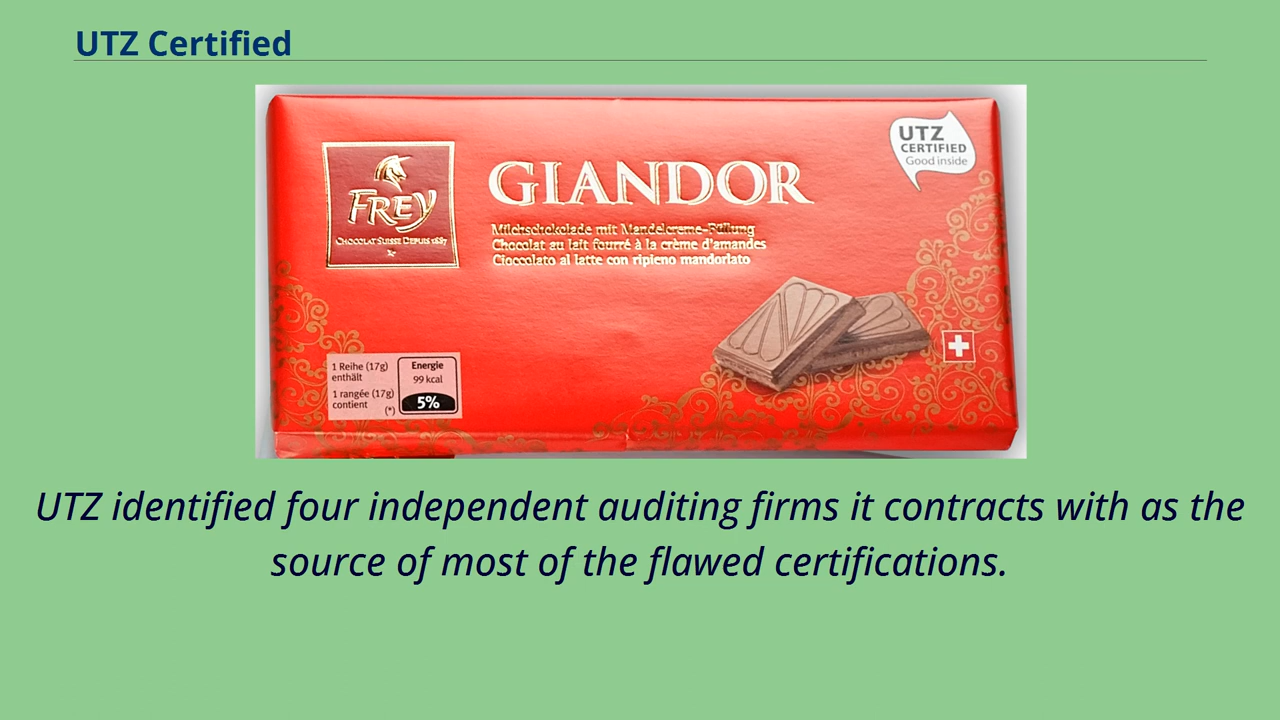 UTZ Certified
UTZ
CERTIFIED
Good inside
FREY
CHOCOLAT SUISSE DEPUIS 1887
GIANDOR
Milchschokolade mit Mandelcreme-Füllung
Chocolat au lait fourré à la crème d'amandes
Cioccolato al latte con ripieno mandorlato
1 Reihe (17g)
enthält
1 rangée (17g)
contient
(*)
Energie
99 kcal
5%
UTZ identified four independent auditing firms it contracts with as the
source of most of the flawed certifications.